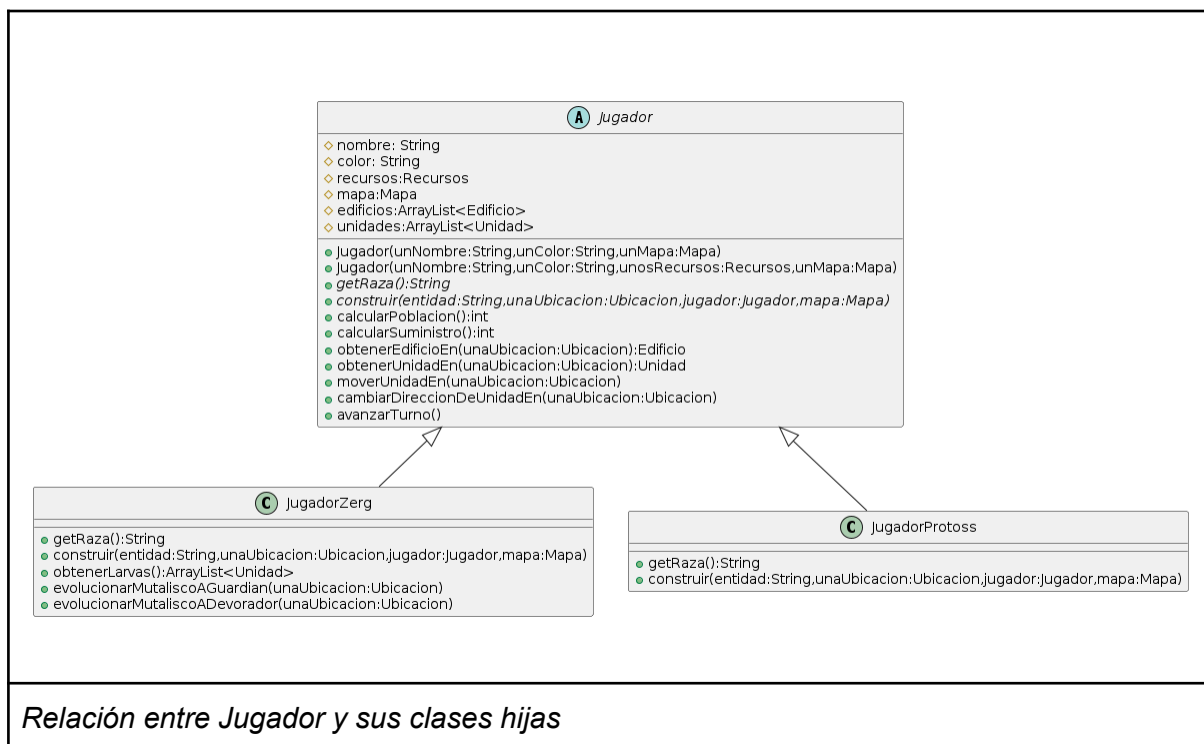 A Jugador
nombre: String
color: String
recursos:Recursos
mapa:Mapa
edificios:ArrayList<Edificio>
unidades:ArrayList<Unidad>
Jugador(unNombre:String,unColor:String,unMapa:Mapa)
Jugador(unNombre:String,unColor:String,unosRecursos:Recursos,unMapa:Mapa)
getRaza():String
construir(entidad:String,unaUbicacion:Ubicacion,jugador:Jugador,mapa:Mapa)
calcularPoblacion():int
calcularSuministro():int
obtenerEdificioEn(unaUbicacion:Ubicacion):Edificio
obtenerUnidadEn(unaUbicacion:Ubicacion):Unidad
moverUnidadEn(unaUbicacion:Ubicacion)
cambiarDireccionDeUnidadEn(unaUbicacion:Ubicacion)
avanzarTurno()
C JugadorZerg
getRaza():String
construir(entidad:String,unaUbicacion:Ubicacion,jugador:Jugador,mapa:Mapa)
obtenerLarvas():ArrayList<Unidad>
evolucionarMutaliscoAGuardian(unaUbicacion:Ubicacion)
evolucionarMutaliscoADevorador(unaUbicacion:Ubicacion)
C JugadorProtoss
getRaza():String
construir(entidad:String,unaUbicacion:Ubicacion,jugador:Jugador,mapa:Mapa)
Relación entre Jugador y sus clases hijas